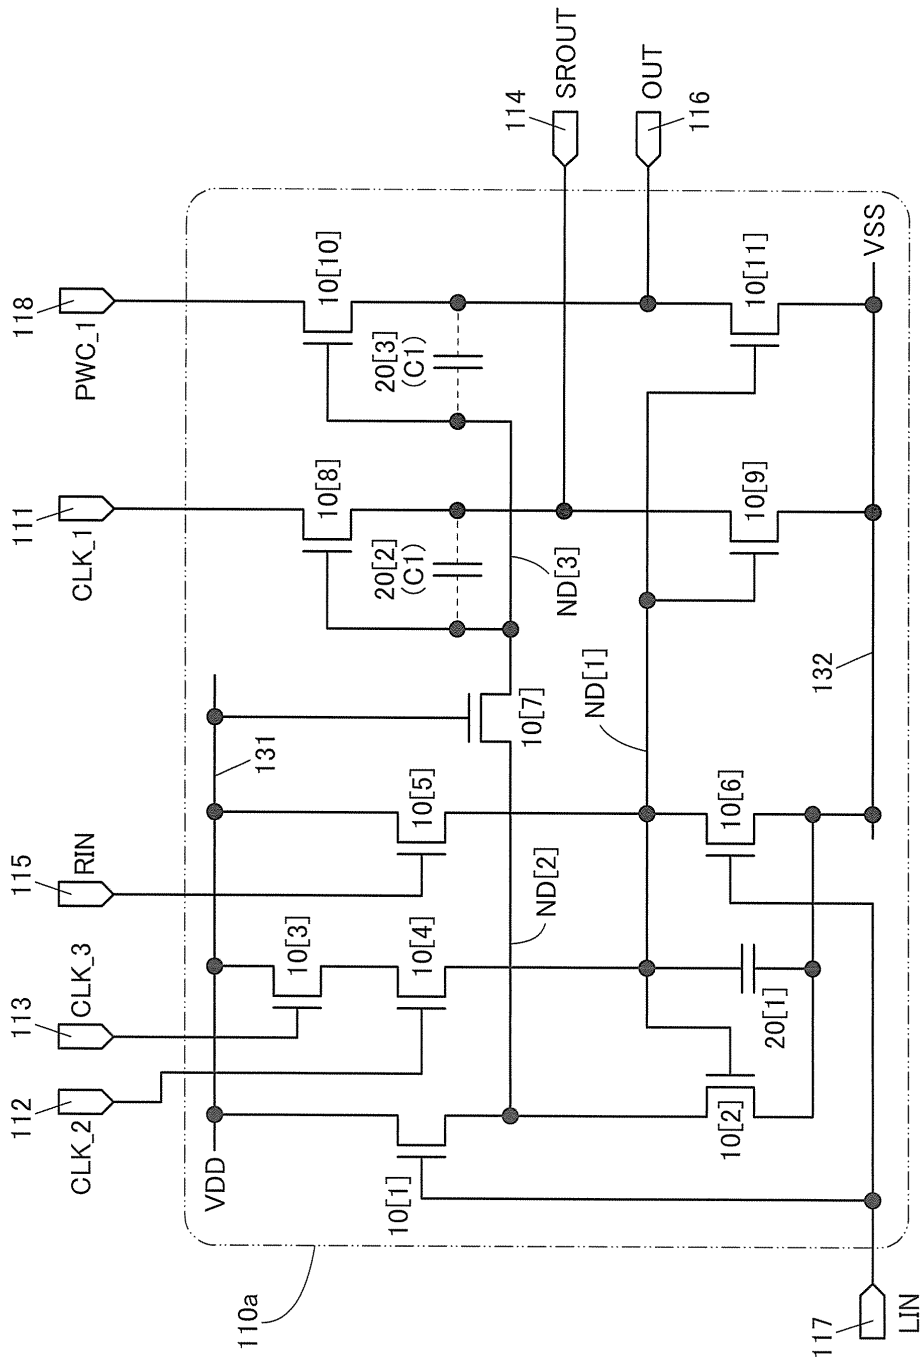 118
PWC_1
111
CLK_1
115
RIN
113
CLK_3
112
CLK_2
114
SROUT
116
OUT
10[10]
20[3]
(C1)
10[8]
20[2]
(C1)
131
10[5]
10[3]
10[4]
VDD
10[1]
10[7]
ND[3]
ND[2]
ND[1]
10[11]
10[9]
10[6]
20[1]
10[2]
VSS
132
110a
117
LIN